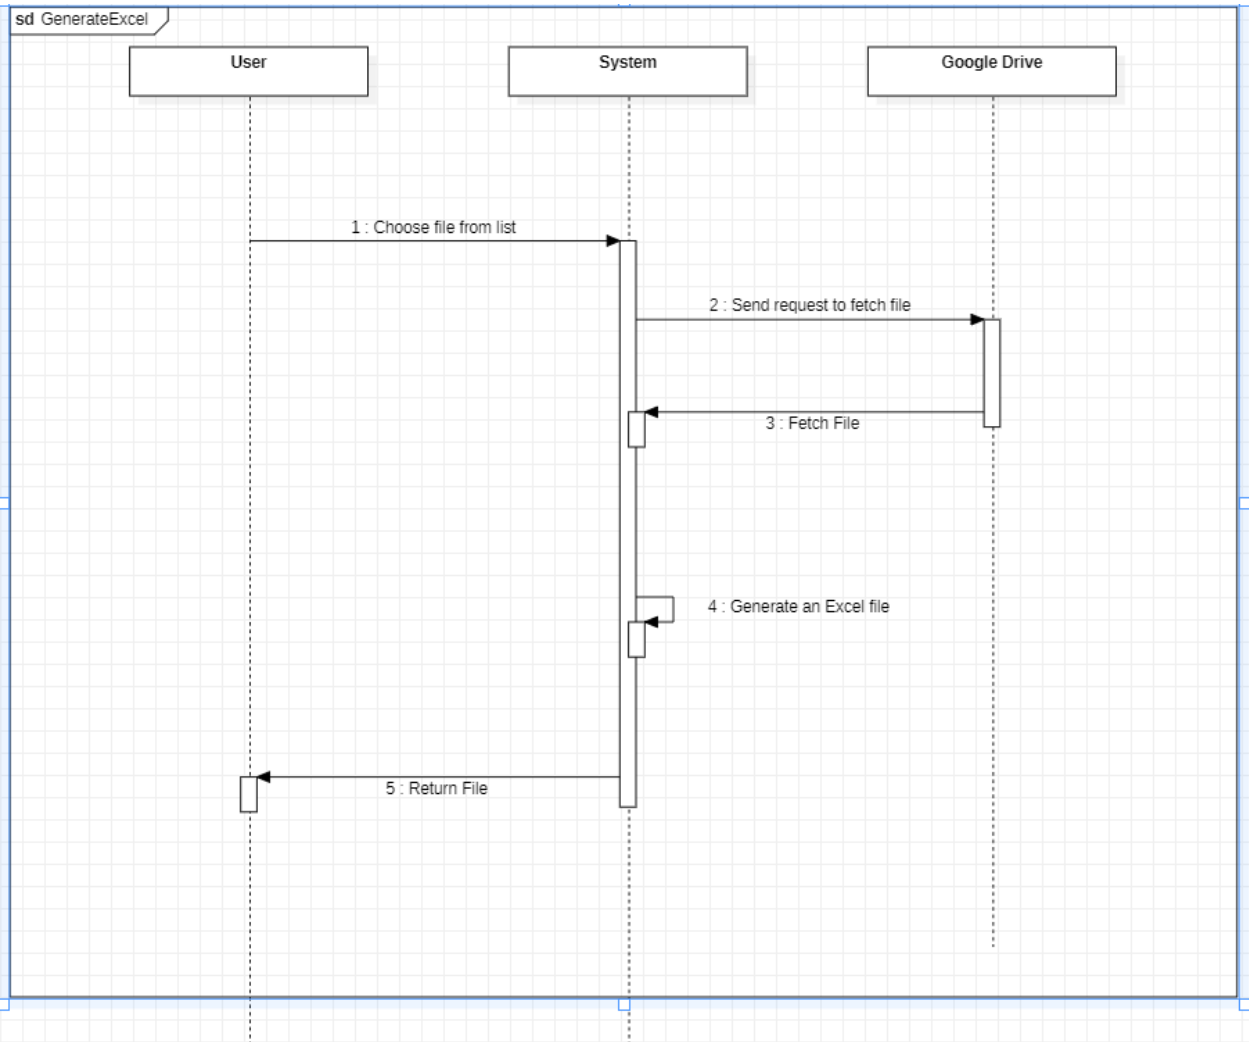 sd GenerateExcel
User
System
Google Drive
1 : Choose file from list
2 : Send request to fetch file
3 : Fetch File
4 : Generate an Excel file
5 : Return File